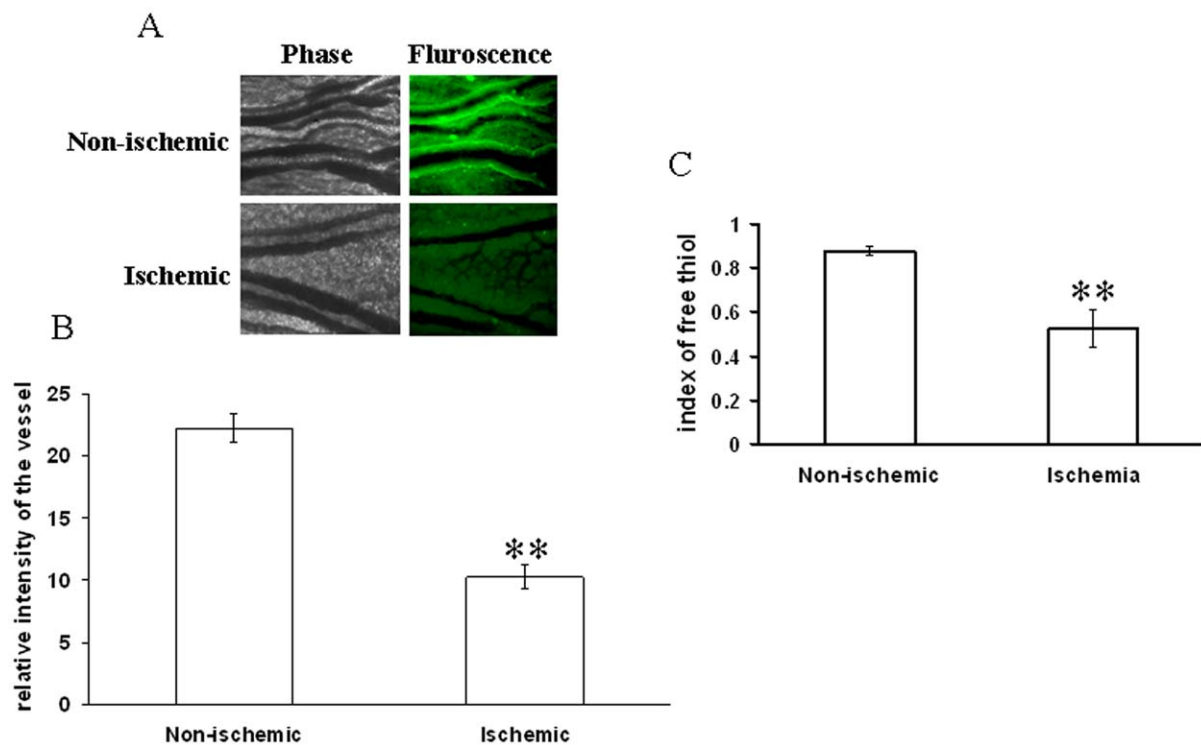 A
Phase Fluroscence
Non-ischemic
Ischemic
B
relative intensity of the vessel
25
20
15
10
5
0
**
Non-ischemic Ischemic
C
index of free thiol
1
0.8
0.6
0.4
0.2
0
**
Non-ischemic Ischemia